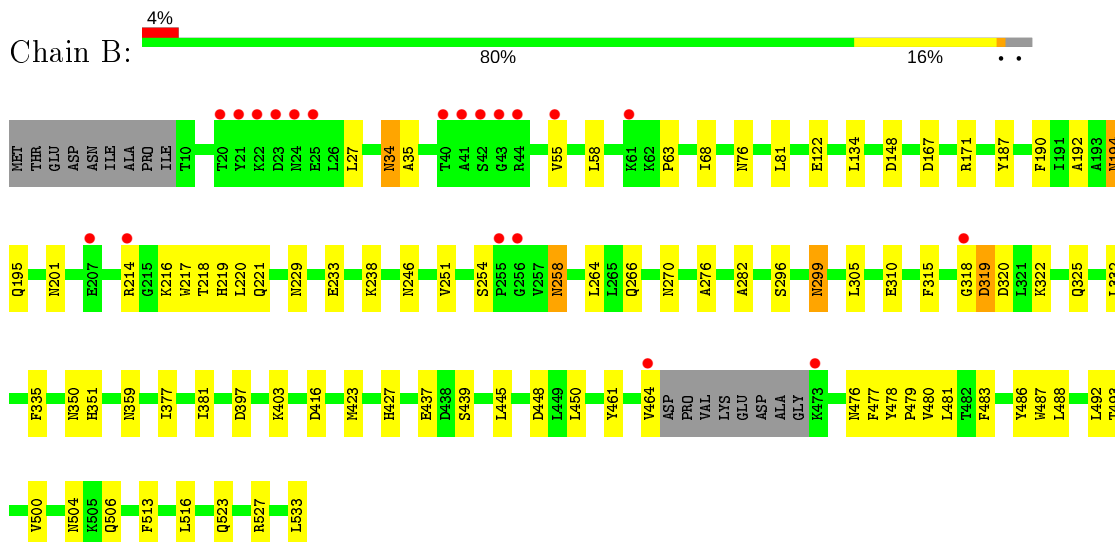 4%
Chain B:
80% 16% • •
MET THR GLU ASP ASN ILE ALA PRO ILE T10 T20 Y21 K22 D23 N24 E25 L26 L27 N34 A35 T40 A41 S42 G43 R44 V55 L58 K61 K62 P63 I68 N76 L81 E122 L134 D148 D167 R171 Y187 F190 I191 A192 A193 N194
Q195 N201 E207 R214 G215 K216 W217 T218 H219 L220 Q221 N229 E233 K238 N246 V251 S254 P255 G256 V257 N258 L264 L265 Q266 N270 A276 A282 S296 N299 L305 E310 F315 G318 D319 D320 L321 K322 Q325 L332
F335 N350 H351 N359 I377 I381 D397 K403 D416 M423 H427 E437 D438 S439 L445 D448 L449 L450 Y461 V464 ASP PRO VAL LYS GLU ASP ALA GLY K473 N476 F477 Y478 P479 V480 L481 T482 F483 Y486 W487 L488 L492
V500 N504 K505 Q506 F513 L516 Q523 R527 L533